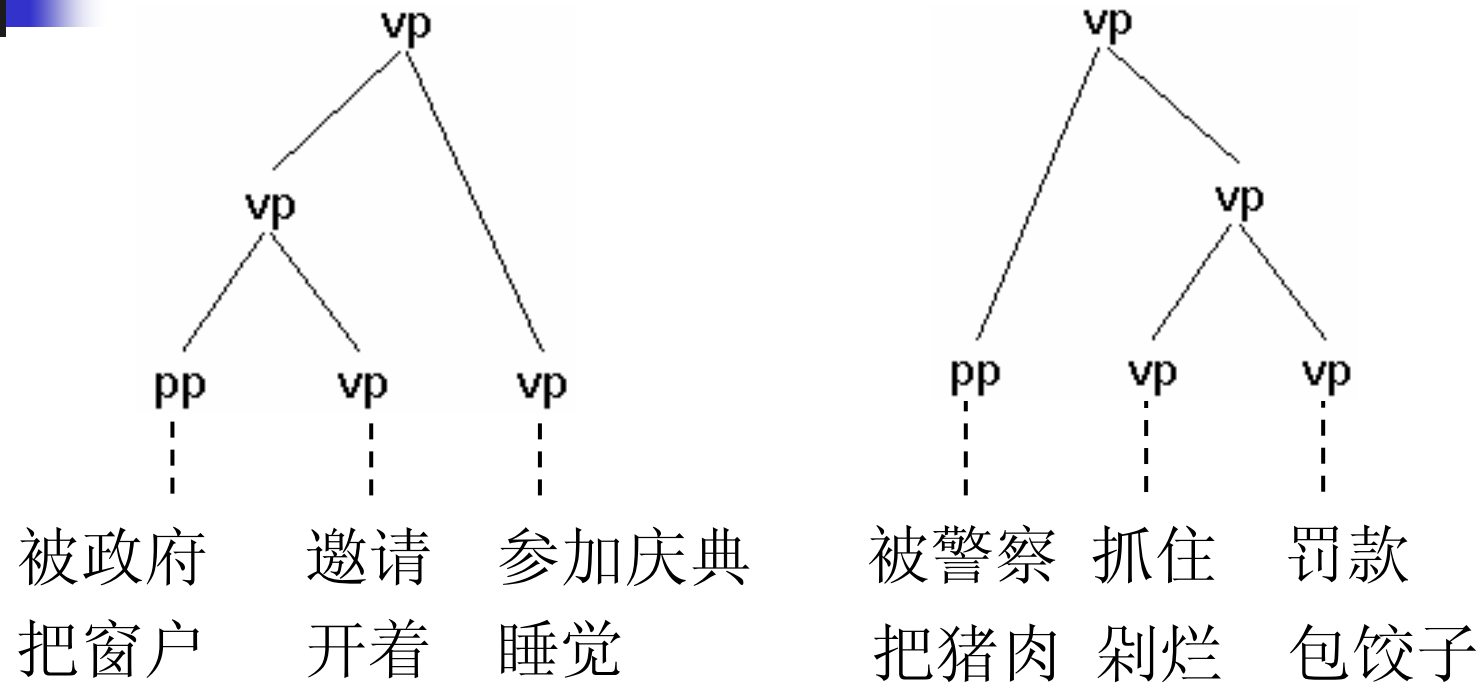 vp vp
vp vp
pp vp vp pp vp vp
被政府 邀请 参加庆典 被警察 抓住 罚款
把窗户 开着 睡觉 把猪肉 剁烂 包饺子